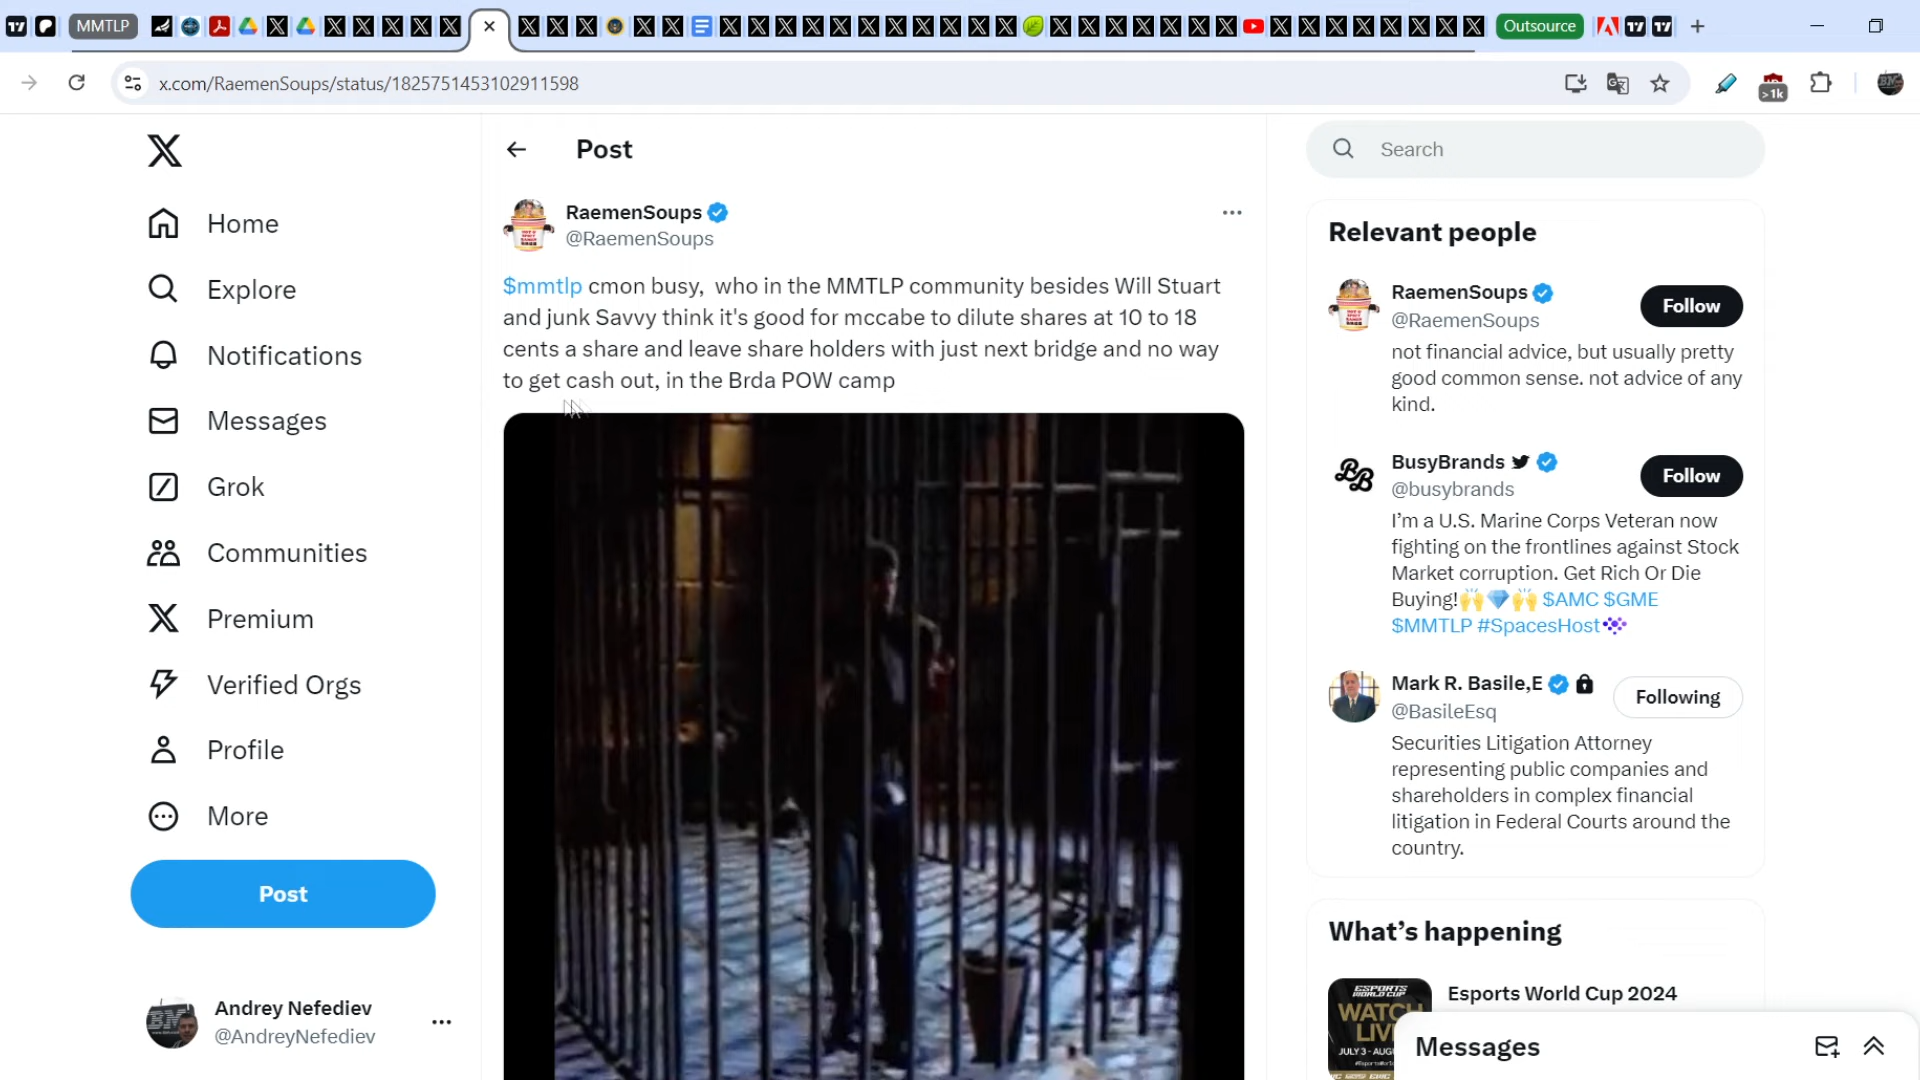 MMTLP
Outsource
x.com/RaemenSoups/status/1825751453102911598
>1k
Home
Explore
Notifications
Messages
Grok
Communities
Premium
Verified Orgs
Profile
More
Post
Andrey Nefediev
@AndreyNefediev
Post
RaemenSoups
@RaemenSoups
$mmtlp cmon busy, who in the MMTLP community besides Will Stuart
and junk Savvy think it's good for mccabe to dilute shares at 10 to 18
cents a share and leave share holders with just next bridge and no way
to get cash out, in the Brda POW camp
Search
Relevant people
RaemenSoups
@RaemenSoups
Follow
not financial advice, but usually pretty
good common sense. not advice of any
kind.
BusyBrands
@busybrands
Follow
I’m a U.S. Marine Corps Veteran now
fighting on the frontlines against Stock
Market corruption. Get Rich Or Die
Buying!🙌💎🙌 $AMC $GME
$MMTLP #SpacesHost
Mark R. Basile,E
@BasileEsq
Following
Securities Litigation Attorney
representing public companies and
shareholders in complex financial
litigation in Federal Courts around the
country.
What’s happening
ESPORTS
WORLD CUP
WATCH
Esports World Cup 2024
Messages